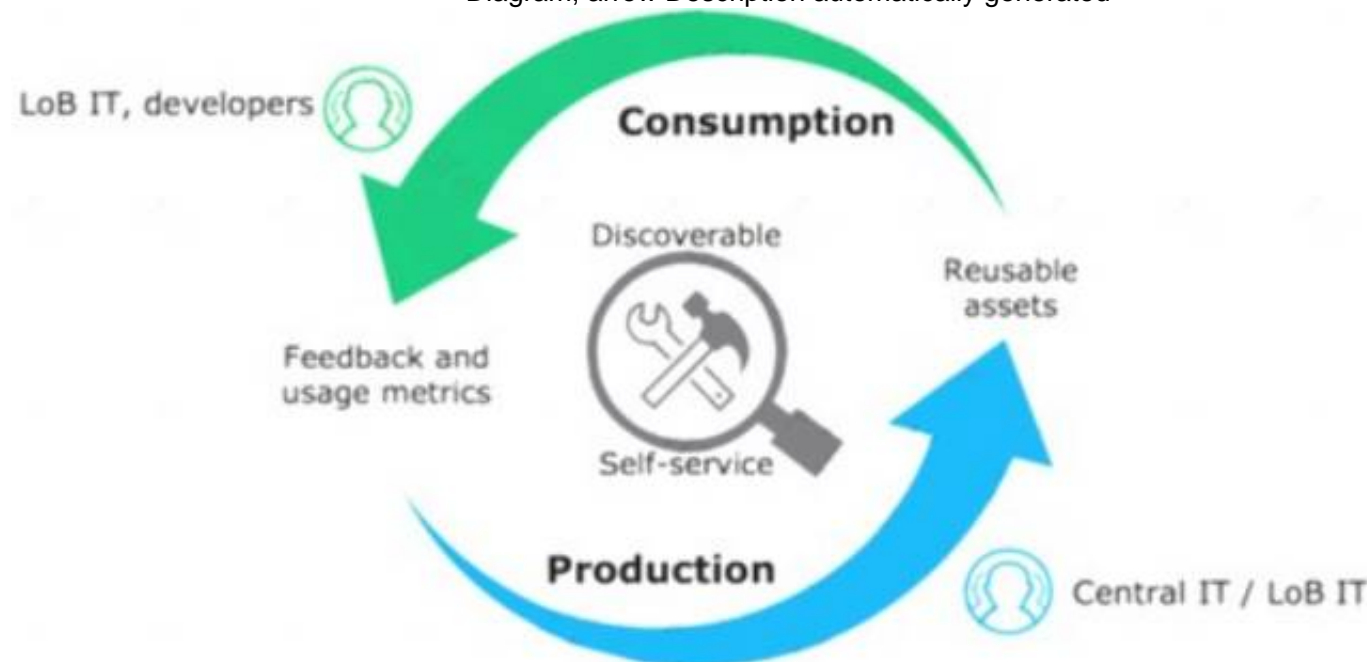 Diagram, arrow Description automatically generated
LoB IT, developers
Consumption
Discoverable
Reusable
assets
Feedback and
usage metrics
Self-service
Production
Central IT / LoB IT